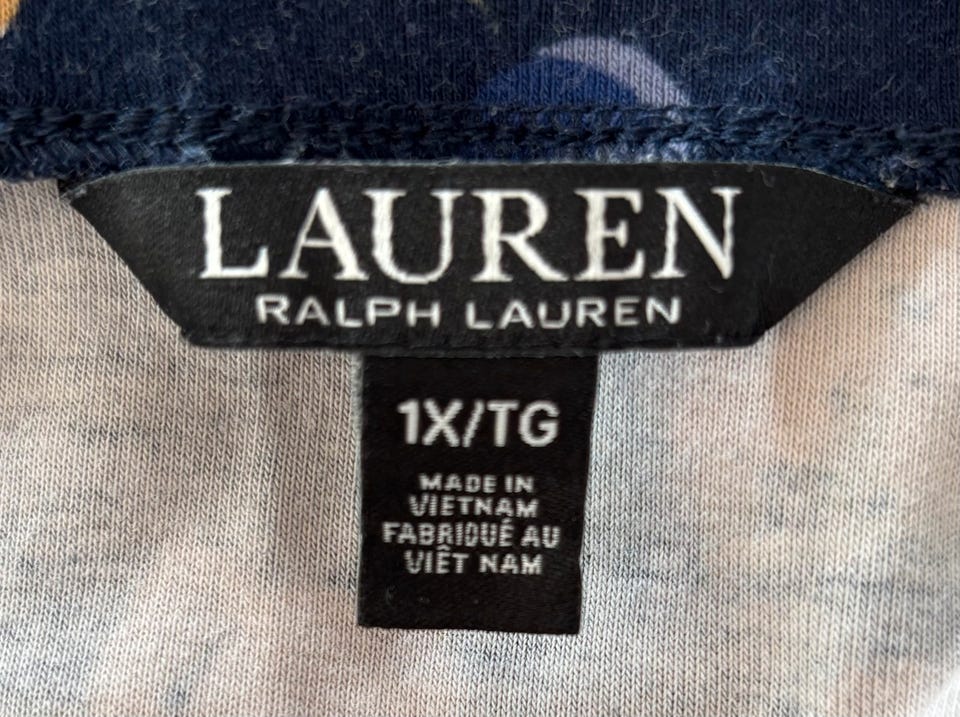 LAUREN
RALPH LAUREN
1X/TG
MADE IN
VIETNAM
FABRIQUÉ AU
VIÊT NAM